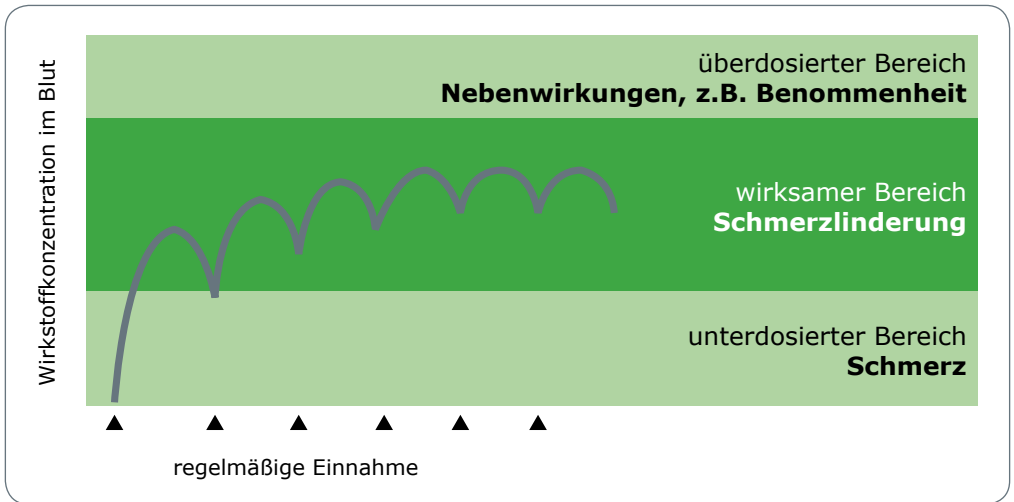 Wirkstoffkonzentration im Blut
überdosierter Bereich
Nebenwirkungen, z.B. Benommenheit
wirksamer Bereich
Schmerzlinderung
unterdosierter Bereich
Schmerz
regelmäßige Einnahme